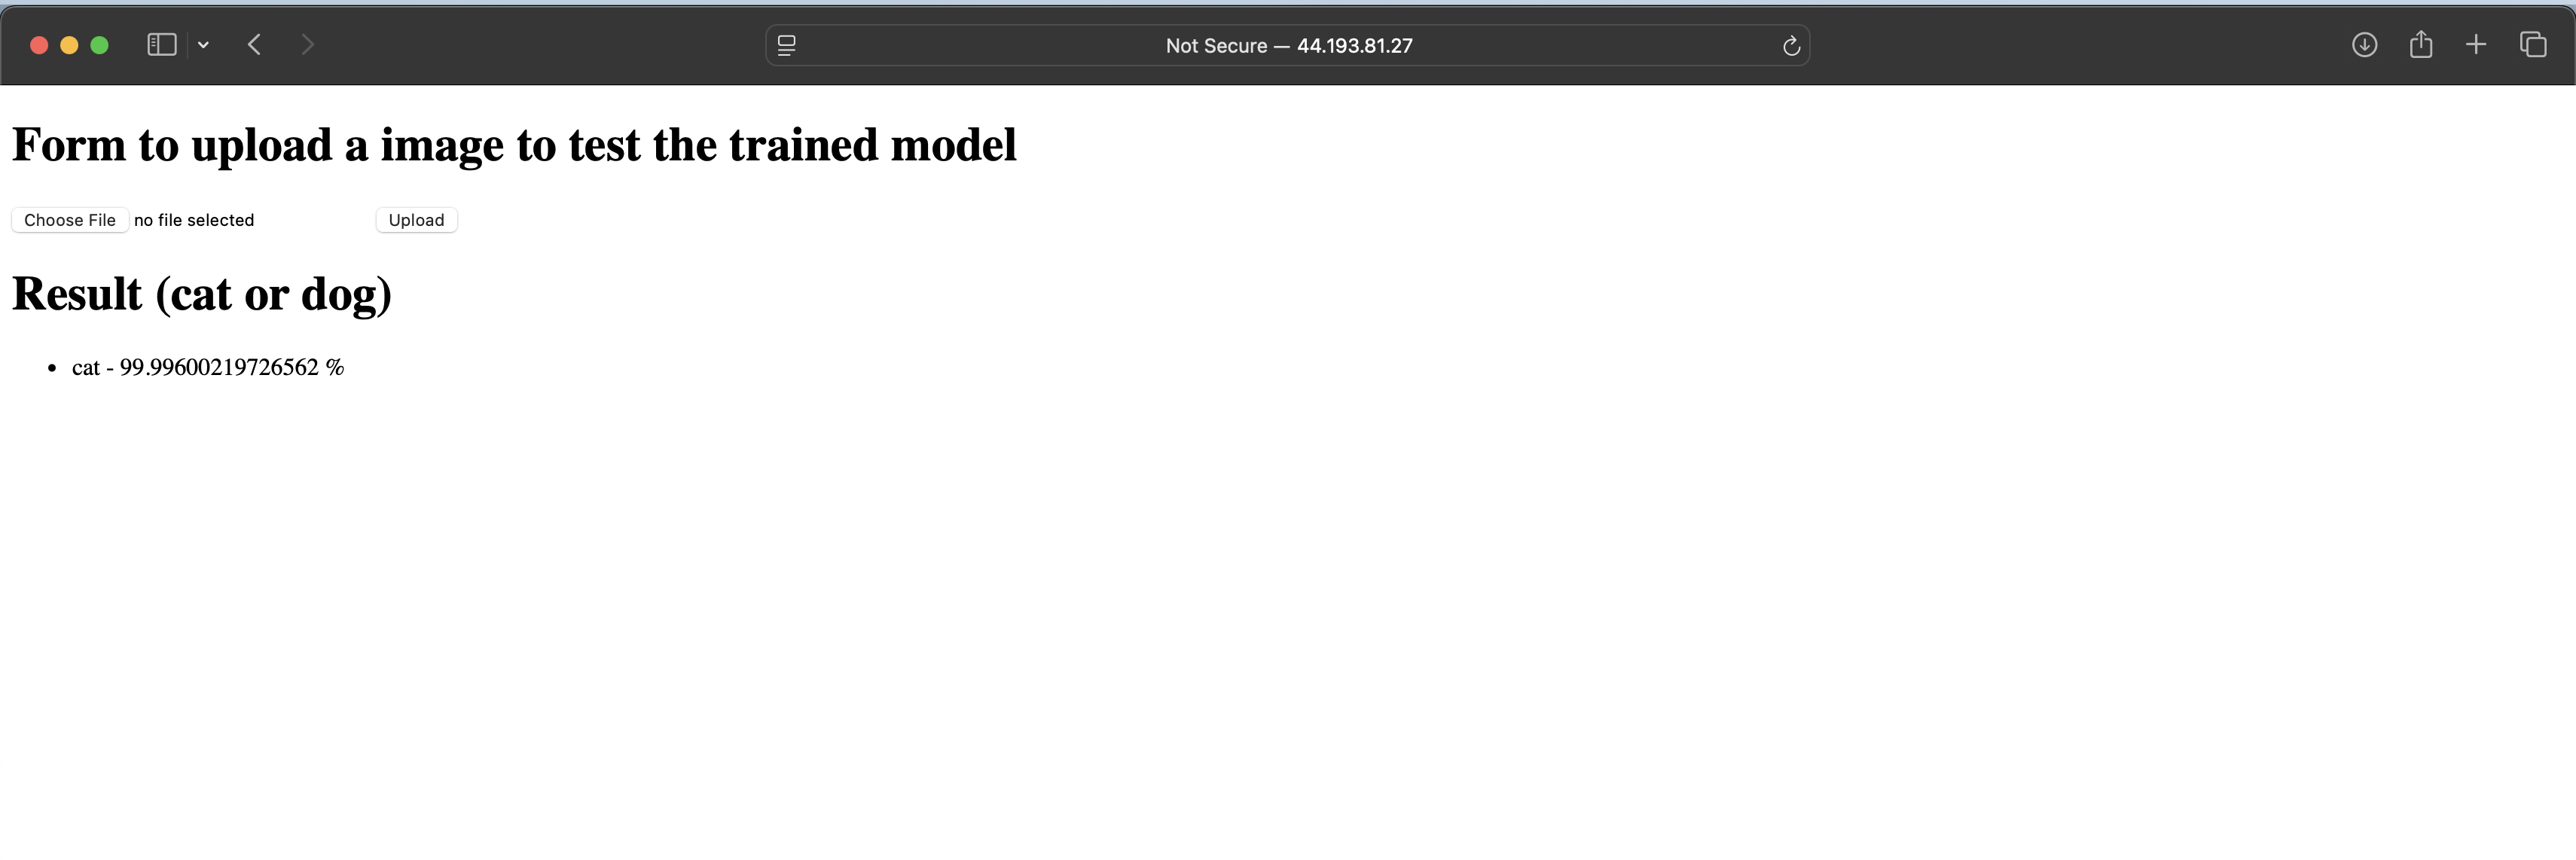 Not Secure — 44.193.81.27
Form to upload a image to test the trained model
Choose File no file selected Upload
Result (cat or dog)
• cat - 99.99600219726562 %